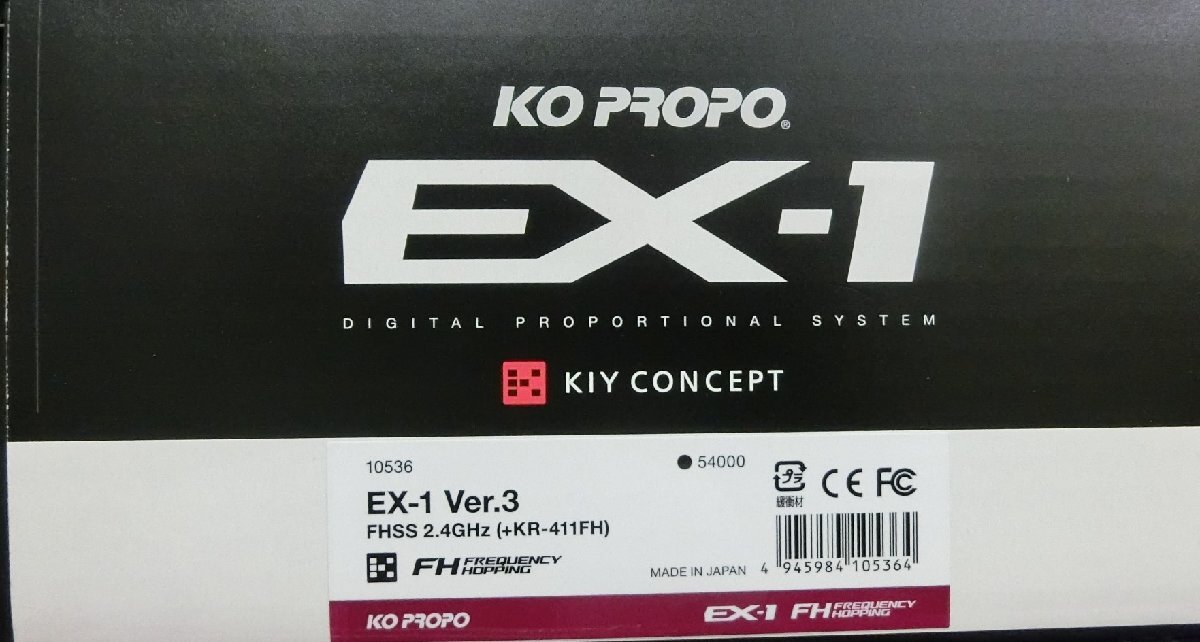 KO PROPO®
EX-1
DIGITAL PROPORTIONAL SYSTEM
KIY CONCEPT
10536
● 54000
EX-1 Ver.3
FHSS 2.4GHz (+KR-411FH)
プラ
緩衝材
CE FC
FH FREQUENCY HOPPING
MADE IN JAPAN
4 945984 105364
KO PROPO
EX-1 FH FREQUENCY HOPPING